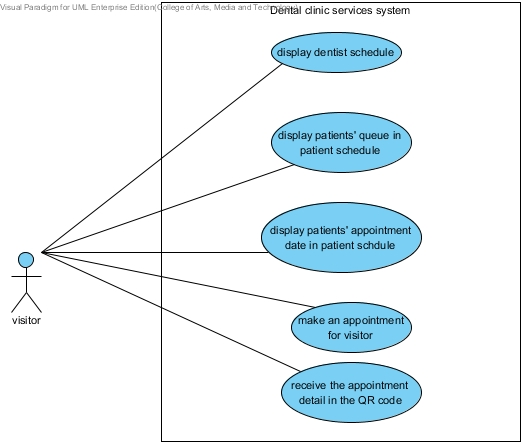 Visual Paradigm for UML Enterprise Edition(College of Arts, Media and Technology)
Dental clinic services system
display dentist schedule
display patients' queue in
patient schedule
display patients' appointment
date in patient schdule
visitor
make an appointment
for visitor
receive the appointment
detail in the QR code